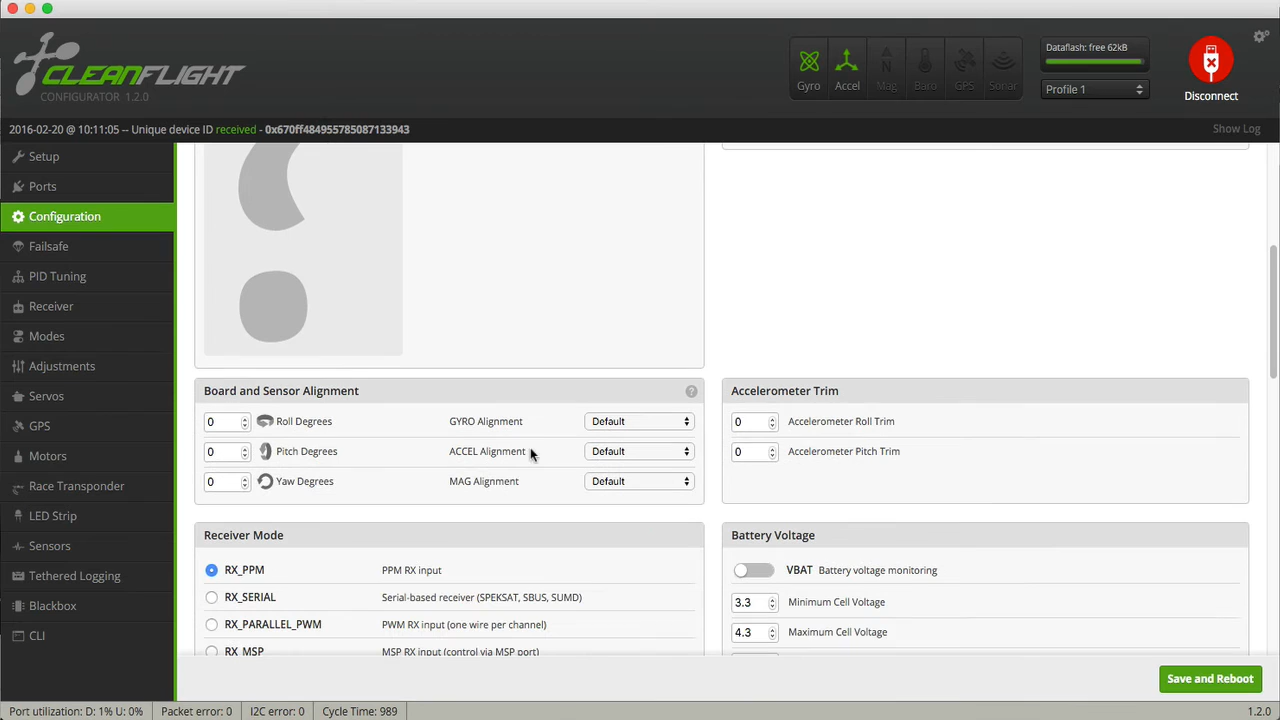 CLEANFLIGHT
CONFIGURATOR 1.2.0
Gyro
Accel
Mag
Baro
GPS
Sonar
Dataflash: free 62kB
Profile 1
Disconnect
2016-02-20 @ 10:11:05 -- Unique device ID received - 0x670ff484955785087133943
Show Log
Setup
Ports
Configuration
Failsafe
PID Tuning
Receiver
Modes
Adjustments
Servos
GPS
Motors
Race Transponder
LED Strip
Sensors
Tethered Logging
Blackbox
CLI
Board and Sensor Alignment
0 Roll Degrees GYRO Alignment Default
0 Pitch Degrees ACCEL Alignment Default
0 Yaw Degrees MAG Alignment Default
Accelerometer Trim
0 Accelerometer Roll Trim
0 Accelerometer Pitch Trim
Receiver Mode
RX_PPM PPM RX input
RX_SERIAL Serial-based receiver (SPEKSAT, SBUS, SUMD)
RX_PARALLEL_PWM PWM RX input (one wire per channel)
RX_MSP MSP RX input (control via MSP port)
Battery Voltage
VBAT Battery voltage monitoring
3.3 Minimum Cell Voltage
4.3 Maximum Cell Voltage
Save and Reboot
Port utilization: D: 1% U: 0% Packet error: 0 I2C error: 0 Cycle Time: 989 1.2.0